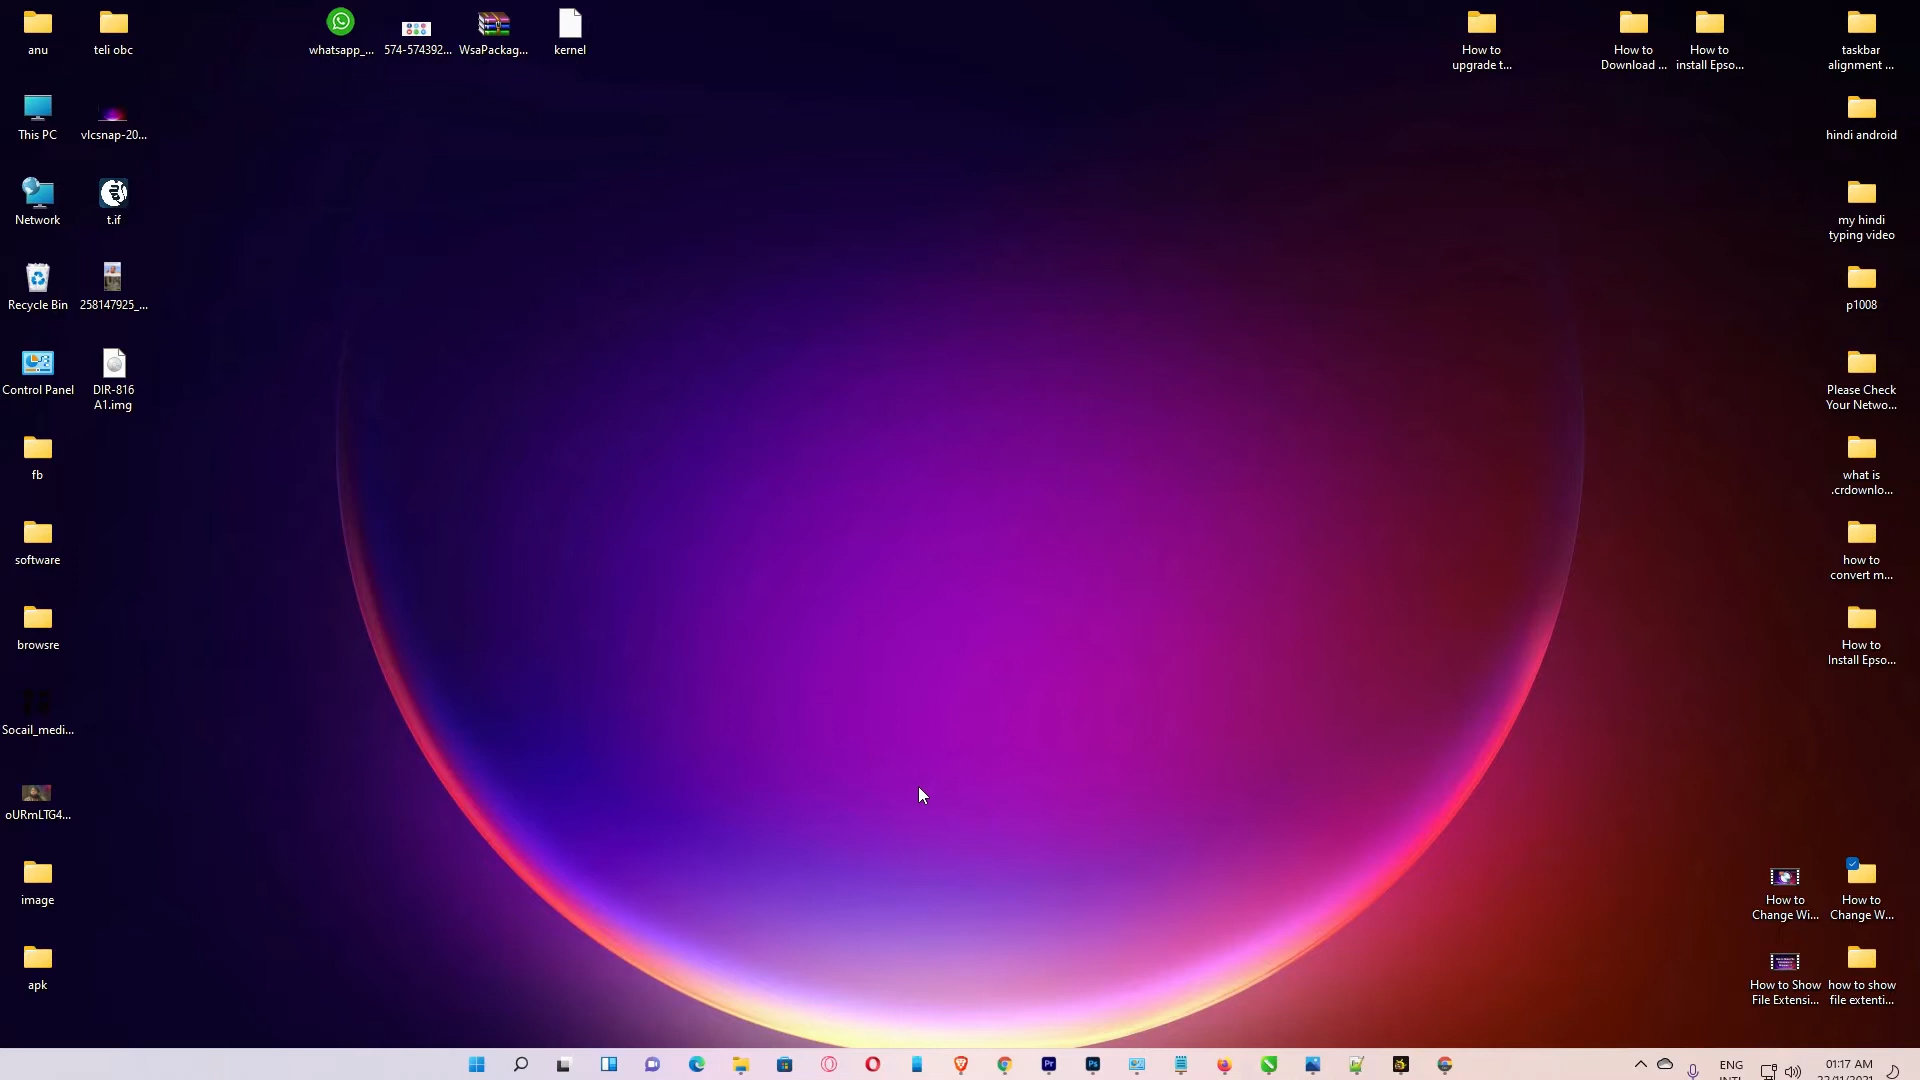 anu
teli obc
whatsapp_...
574-574392...
WsaPackag...
kernel
How to
upgrade t...
How to
Download ...
How to
install Epso...
taskbar
alignment ...
This PC
vlcsnap-20...
hindi android
Network
t.if
my hindi
typing video
Recycle Bin
258147925_...
p1008
Control Panel
DIR-816
A1.img
Please Check
Your Netwo...
fb
what is
.crdownlo...
software
how to
convert m...
browsre
How to
Install Epso...
Socail_medi...
oURmLTG4...
image
How to
Change Wi...
How to
Change W...
apk
How to Show
File Extensi...
how to show
file extenti...
Pr
Ps
ENG
INTL
01:17 AM
22/11/2021